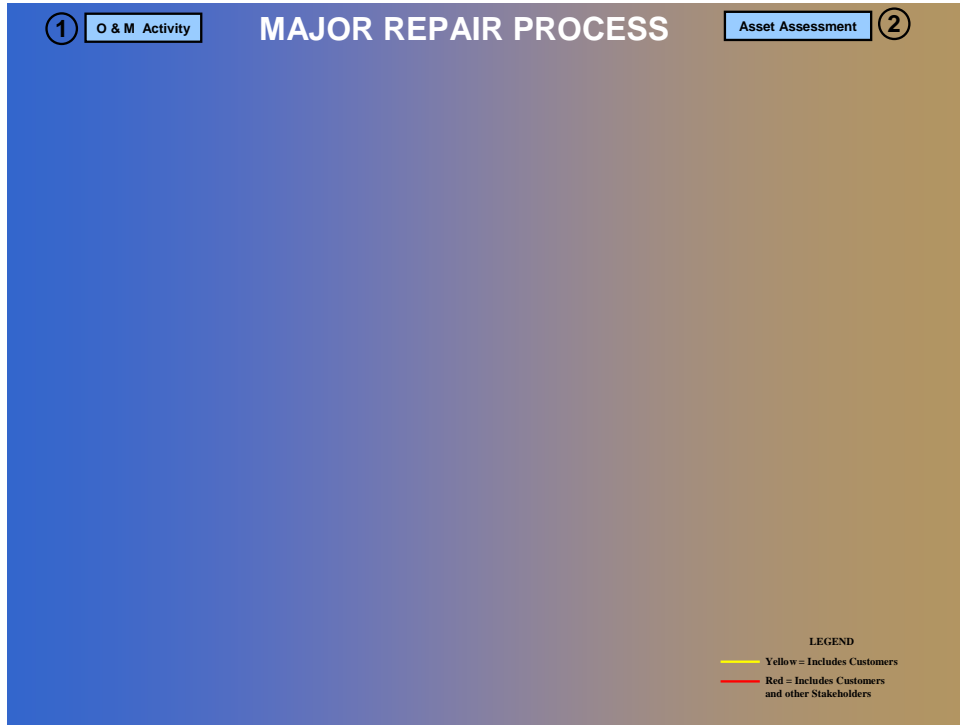 1 O & M Activity MAJOR REPAIR PROCESS Asset Assessment 2
LEGEND
Yellow = Includes Customers
Red = Includes Customers
and other Stakeholders